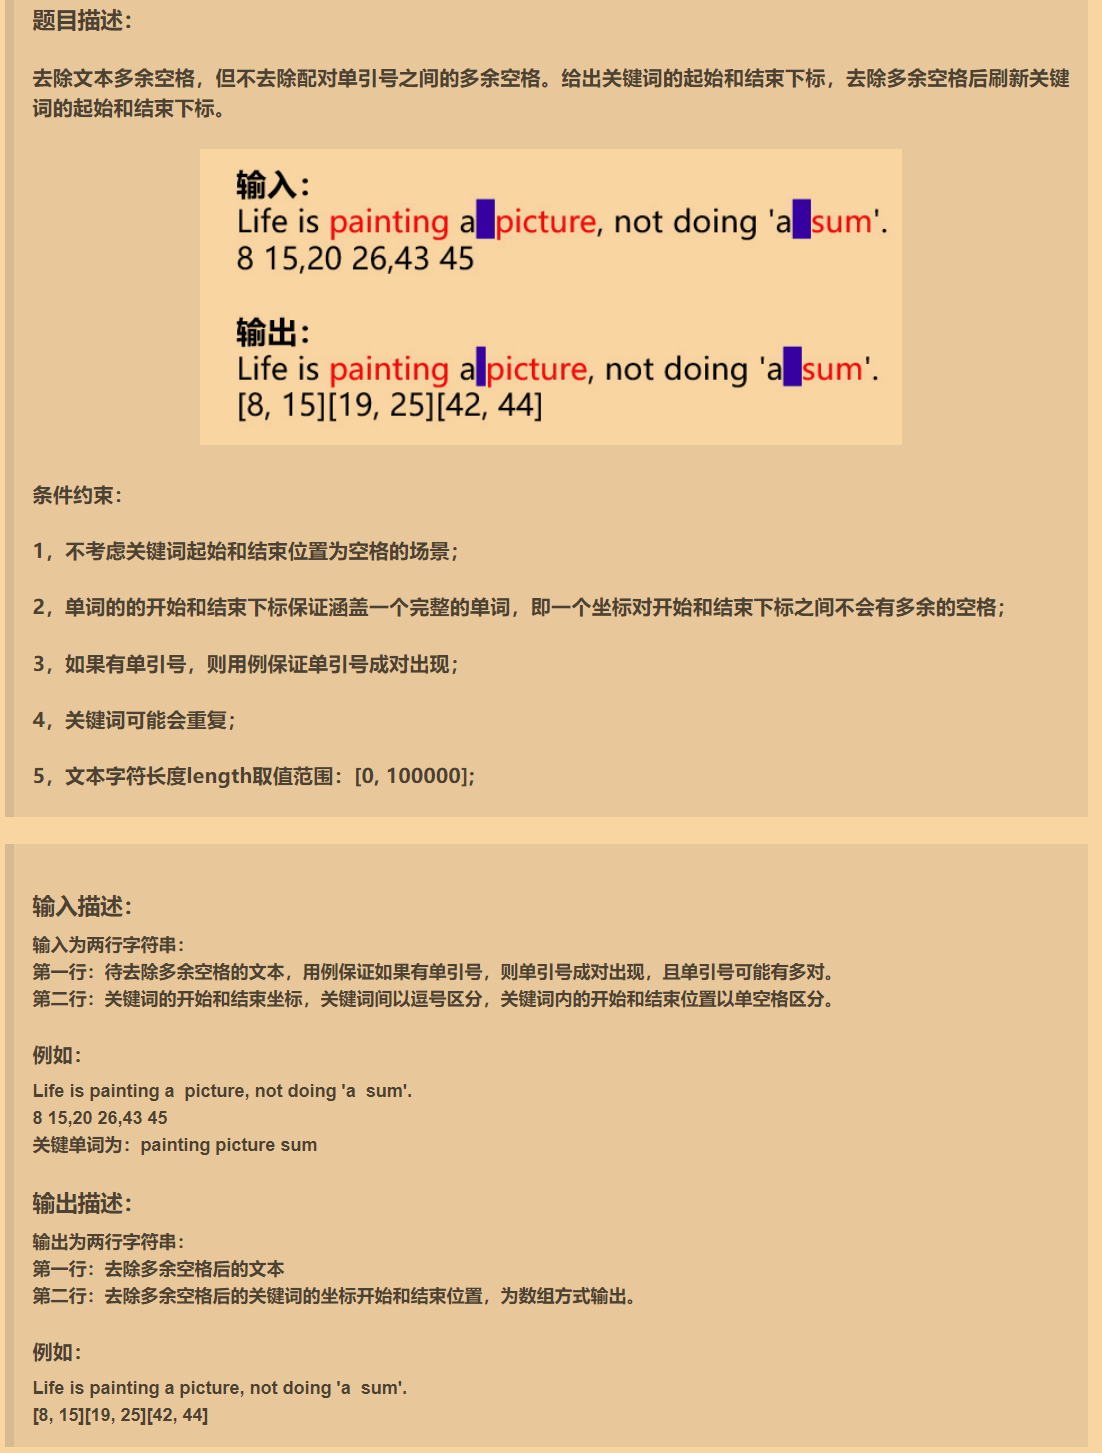 题目描述：
去除文本多余空格，但不去除配对单引号之间的多余空格。给出关键词的起始和结束下标，去除多余空格后刷新关键
词的起始和结束下标。
输入：
Life is painting a  picture, not doing 'a  sum'.
8 15,20 26,43 45
输出：
Life is painting a picture, not doing 'a  sum'.
[8, 15][19, 25][42, 44]
条件约束：
1，不考虑关键词起始和结束位置为空格的场景；
2，单词的的开始和结束下标保证涵盖一个完整的单词，即一个坐标对开始和结束下标之间不会有多余的空格；
3，如果有单引号，则用例保证单引号成对出现；
4，关键词可能会重复；
5，文本字符长度length取值范围：[0, 100000];
输入描述：
输入为两行字符串：
第一行：待去除多余空格的文本，用例保证如果有单引号，则单引号成对出现，且单引号可能有多对。
第二行：关键词的开始和结束坐标，关键词间以逗号区分，关键词内的开始和结束位置以单空格区分。
例如：
Life is painting a  picture, not doing 'a  sum'.
8 15,20 26,43 45
关键单词为：painting picture sum
输出描述：
输出为两行字符串：
第一行：去除多余空格后的文本
第二行：去除多余空格后的关键词的坐标开始和结束位置，为数组方式输出。
例如：
Life is painting a picture, not doing 'a  sum'.
[8, 15][19, 25][42, 44]